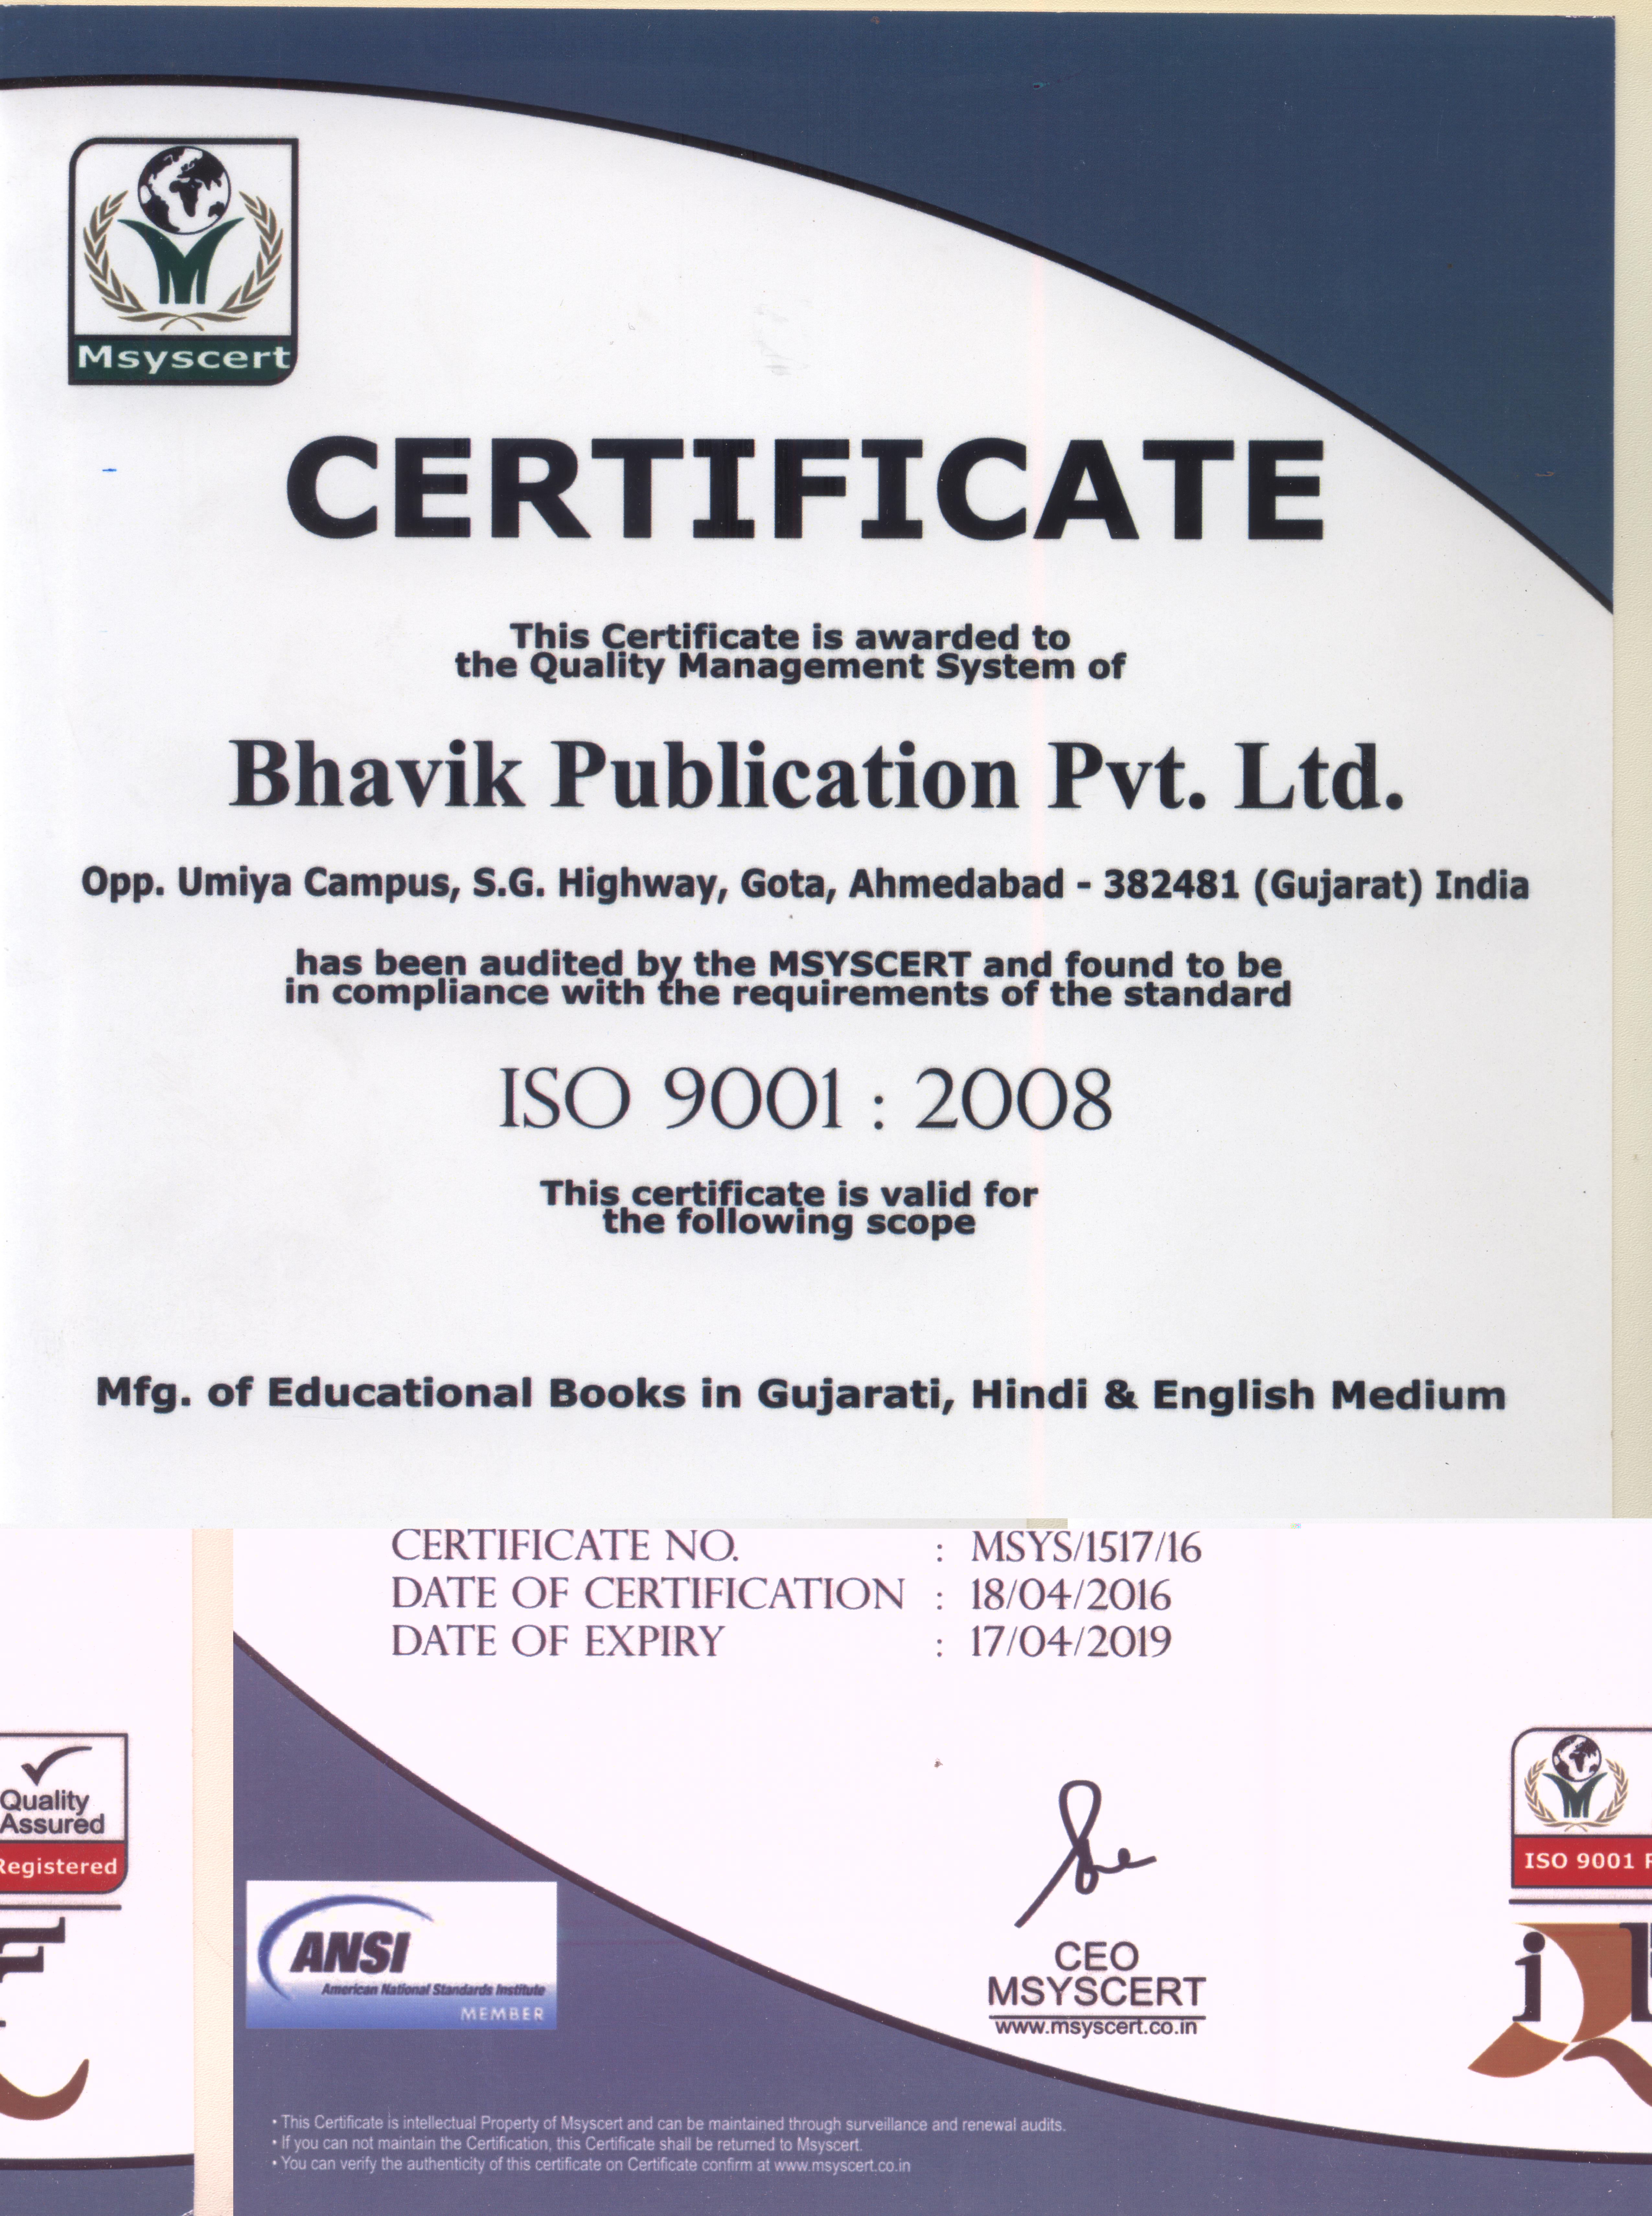 Msyscert
CERTIFICATE
This Certificate is awarded to
the Quality Management System of
Bhavik Publication Pvt. Ltd.
Opp. Umiya Campus, S.G. Highway, Gota, Ahmedabad - 382481 (Gujarat) India
has been audited by the MSYSCERT and found to be
in compliance with the requirements of the standard
ISO 9001 : 2008
This certificate is valid for
the following scope
Mfg. of Educational Books in Gujarati, Hindi & English Medium
CERTIFICATE NO. : MSYS/1517/16
DATE OF CERTIFICATION : 18/04/2016
DATE OF EXPIRY : 17/04/2019
Quality
Assured
Registered
ISO 9001
ANSI
American National Standards Institute
MEMBER
CEO
MSYSCERT
www.msyscert.co.in
• This Certificate is intellectual Property of Msyscert and can be maintained through surveillance and renewal audits.
• If you can not maintain the Certification, this Certificate shall be returned to Msyscert.
• You can verify the authenticity of this certificate on Certificate confirm at www.msyscert.co.in